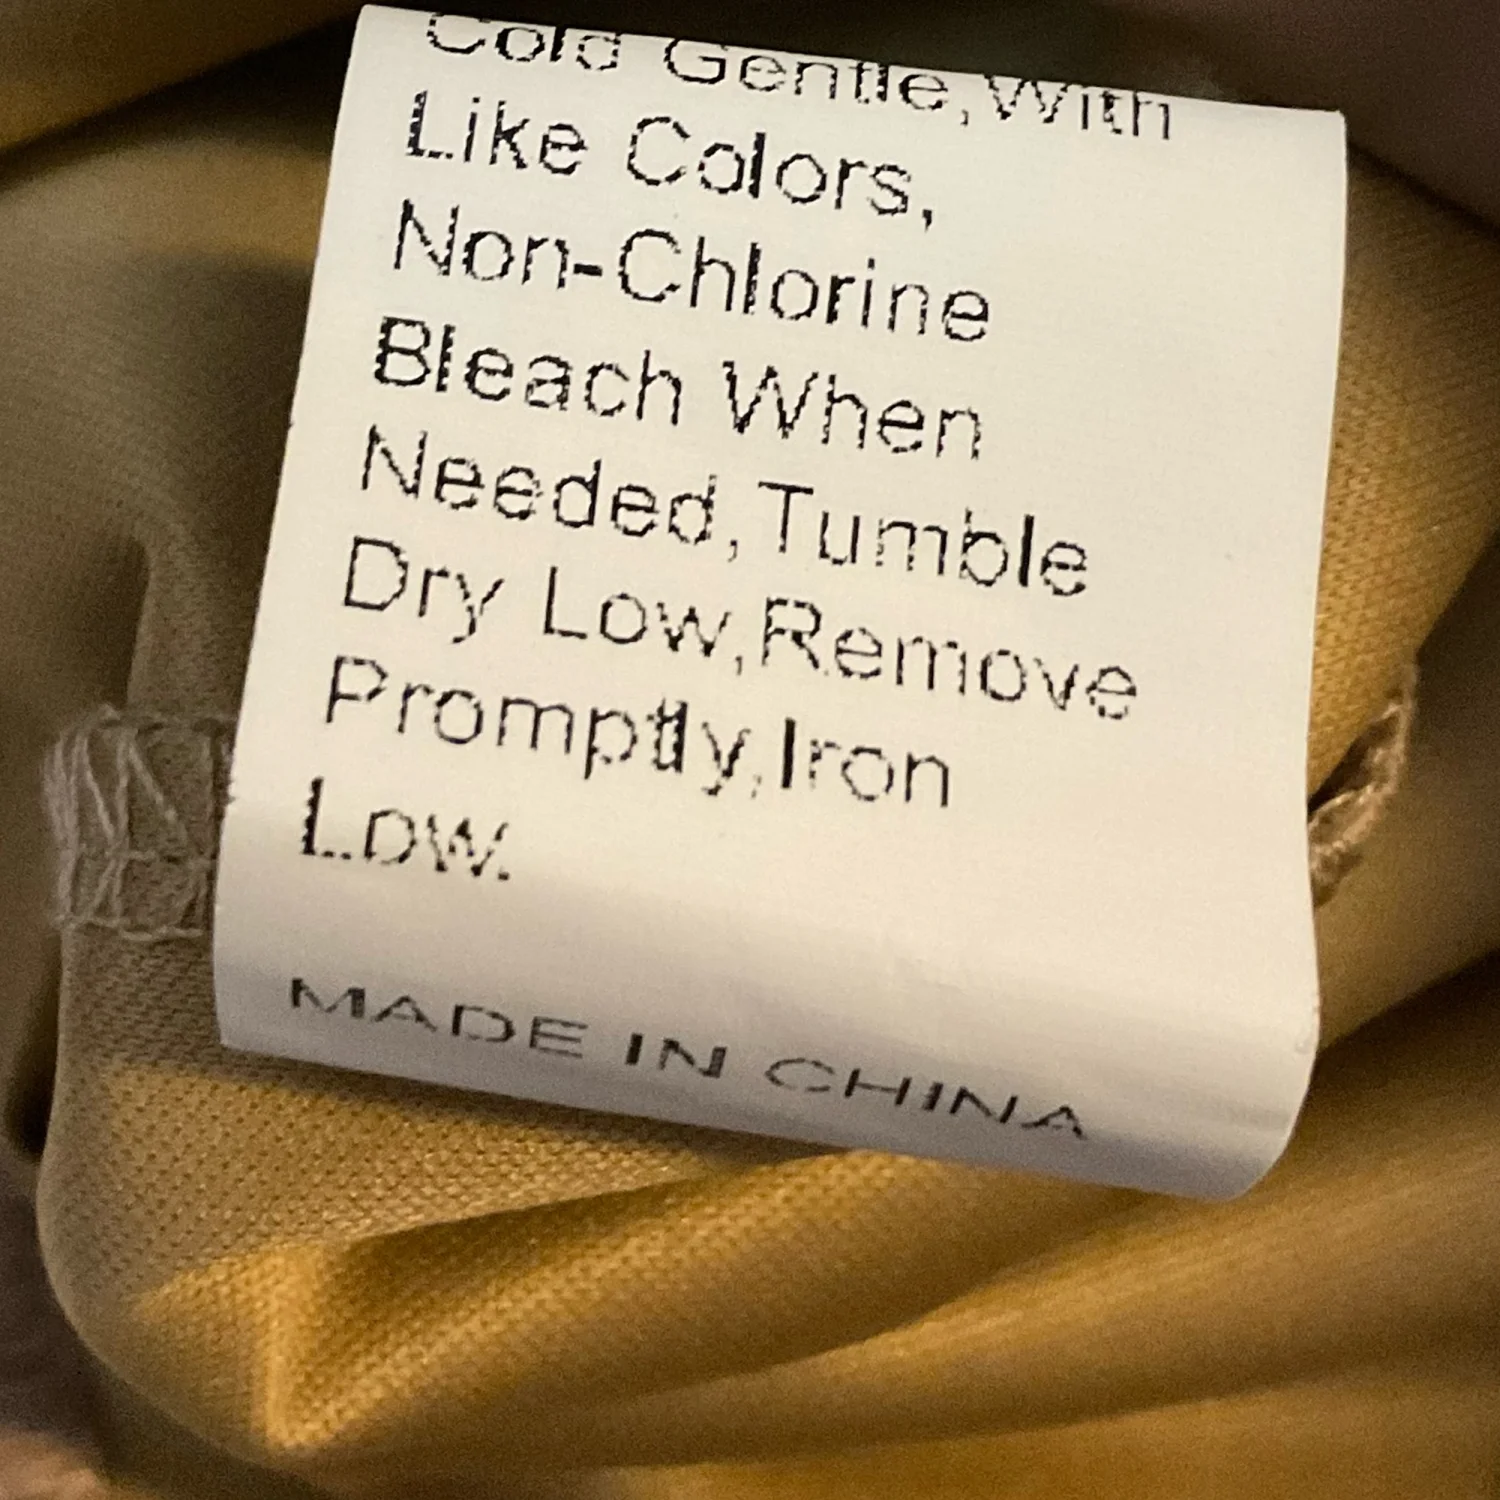 Cold Gentle,With
Like Colors,
Non-Chlorine
Bleach When
Needed,Tumble
Dry Low,Remove
Promptly,Iron
Low.
MADE IN CHINA